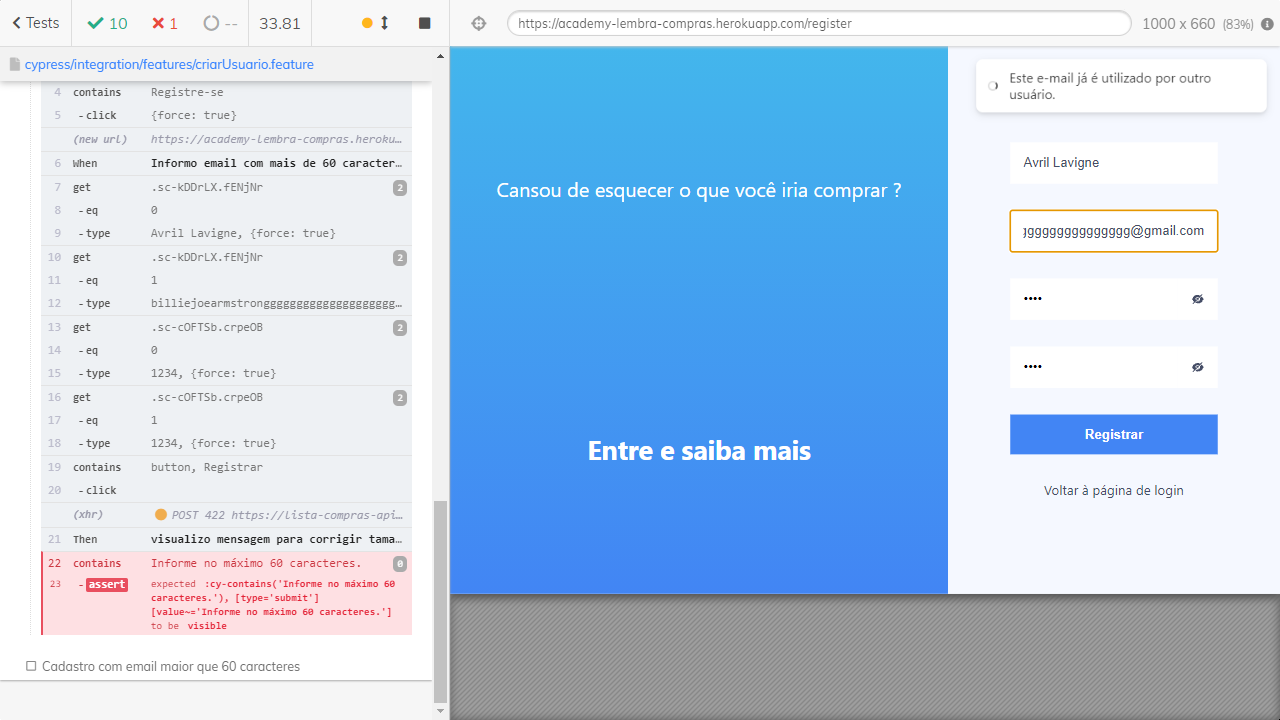 Tests
10
1
--
33.81
https://academy-lembra-compras.herokuapp.com/register
1000 x 660 (83%)
cypress/integration/features/criarUsuario.feature
4 contains Registre-se
5 -click {force: true}
(new url) https://academy-lembra-compras.heroku…
6 When Informo email com mais de 60 caracter…
7 get .sc-kDDrLX.fENjNr 2
8 -eq 0
9 -type Avril Lavigne, {force: true}
10 get .sc-kDDrLX.fENjNr 2
11 -eq 1
12 -type billiejoearmstronggggggggggggggggggggg…
13 get .sc-cOFTSb.crpeOB 2
14 -eq 0
15 -type 1234, {force: true}
16 get .sc-cOFTSb.crpeOB 2
17 -eq 1
18 -type 1234, {force: true}
19 contains button, Registrar
20 -click
(xhr) POST 422 https://lista-compras-api…
21 Then visualizo mensagem para corrigir tama…
22 contains Informe no máximo 60 caracteres. 0
23 -assert expected :cy-contains('Informe no máximo 60
caracteres.'), [type='submit']
[value~='Informe no máximo 60 caracteres.']
to be visible
Cadastro com email maior que 60 caracteres
Cansou de esquecer o que você iria comprar ?
Entre e saiba mais
Este e-mail já é utilizado por outro
usuário.
Avril Lavigne
ggggggggggggggg@gmail.com
••••
••••
Registrar
Voltar à página de login